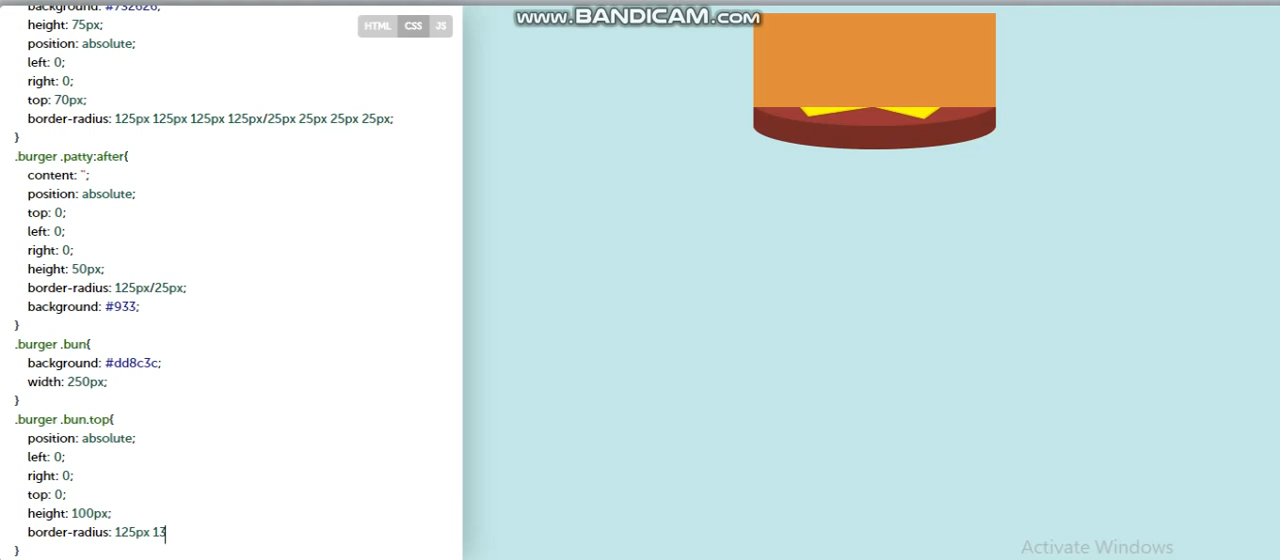 background: #732626;
height: 75px;
position: absolute;
left: 0;
right: 0;
top: 70px;
border-radius: 125px 125px 125px 125px/25px 25px 25px 25px;
}
.burger .patty:after{
content: '';
position: absolute;
top: 0;
left: 0;
right: 0;
height: 50px;
border-radius: 125px/25px;
background: #933;
}
.burger .bun{
background: #dd8c3c;
width: 250px;
}
.burger .bun.top{
position: absolute;
left: 0;
right: 0;
top: 0;
height: 100px;
border-radius: 125px 13
}
HTML CSS JS
www.BANDICAM.com
Activate Windows